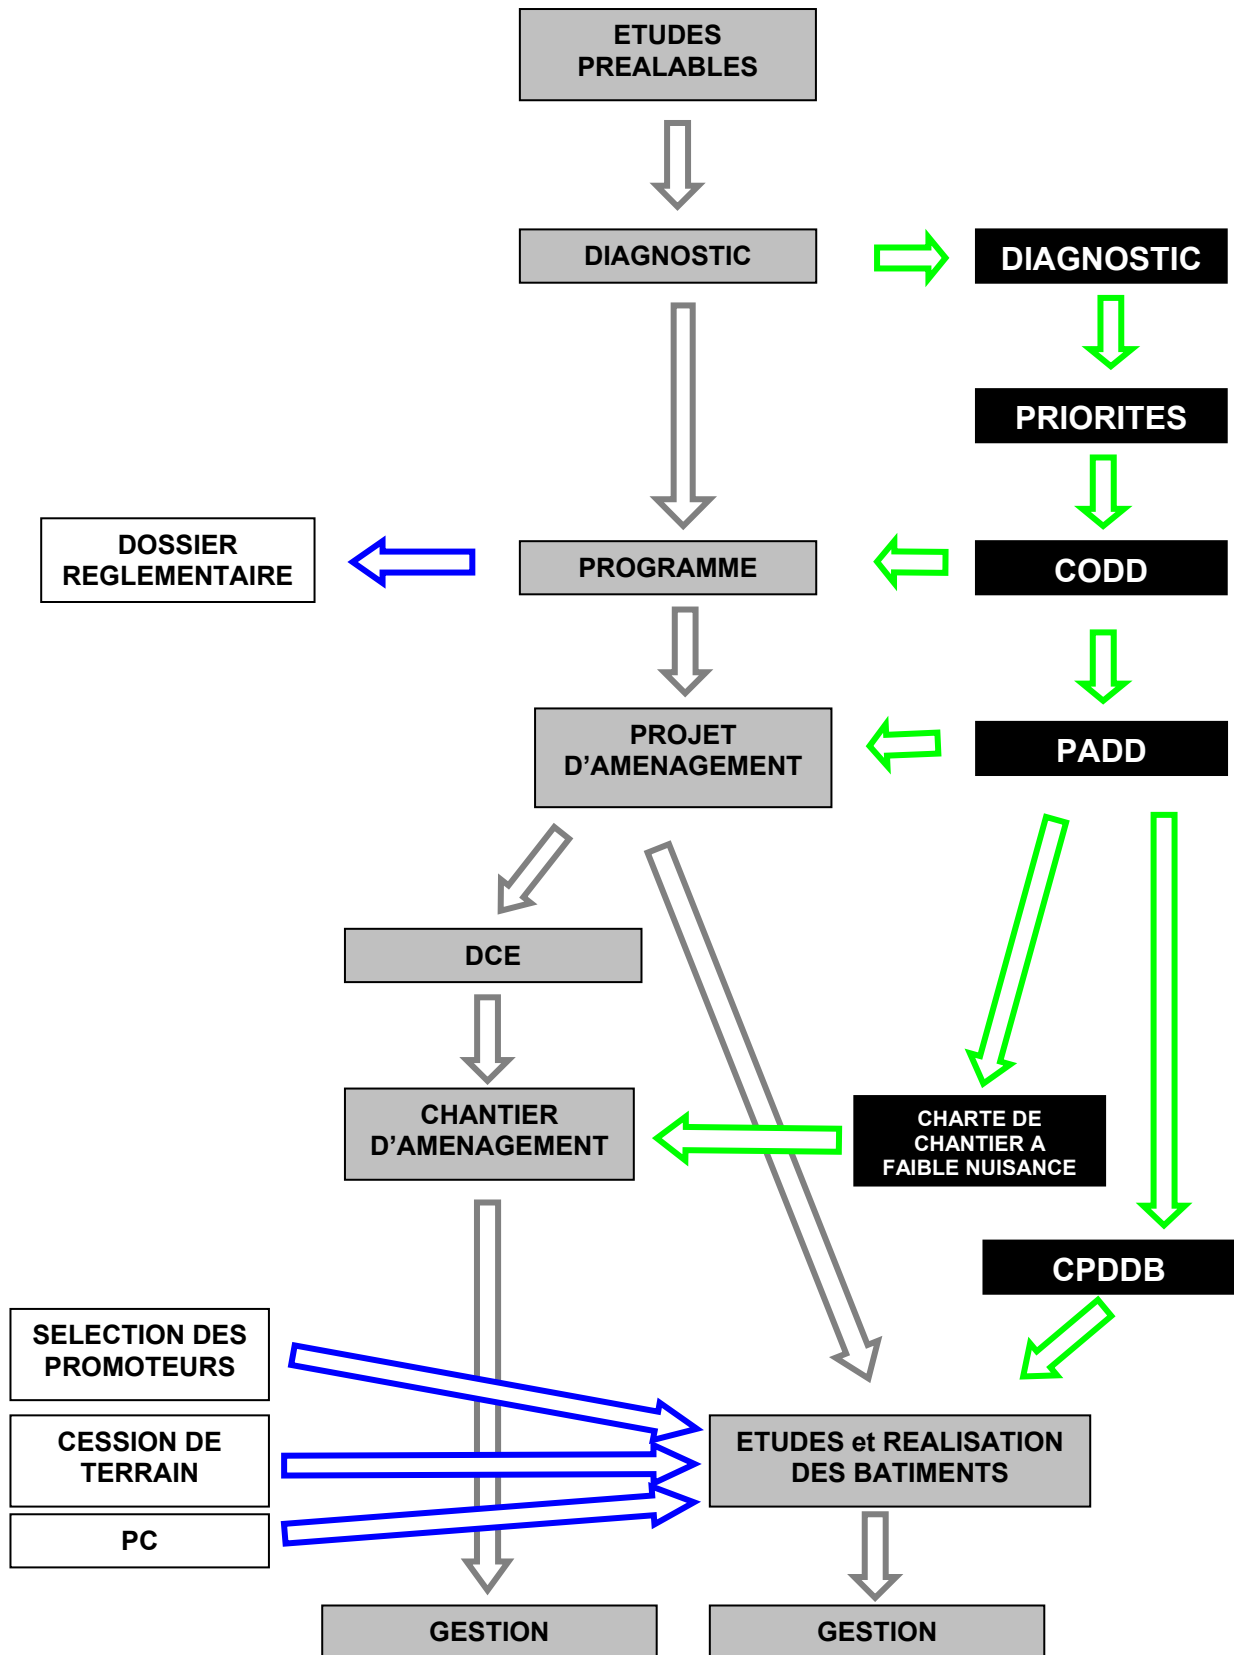 ETUDES
PREALABLES
DIAGNOSTIC
DIAGNOSTIC
PRIORITES
DOSSIER
REGLEMENTAIRE
PROGRAMME
CODD
PROJET
D’AMENAGEMENT
PADD
DCE
CHANTIER
D’AMENAGEMENT
CHARTE DE
CHANTIER A
FAIBLE NUISANCE
CPDDB
SELECTION DES
PROMOTEURS
CESSION DE
TERRAIN
PC
ETUDES et REALISATION
DES BATIMENTS
GESTION
GESTION